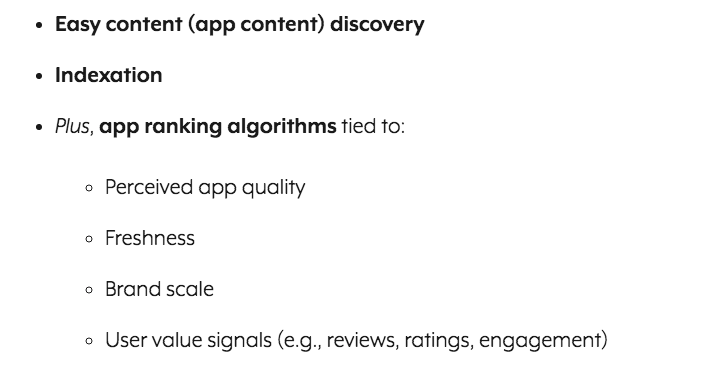 • Easy content (app content) discovery
• Indexation
• Plus, app ranking algorithms tied to:
◦ Perceived app quality
◦ Freshness
◦ Brand scale
◦ User value signals (e.g., reviews, ratings, engagement)